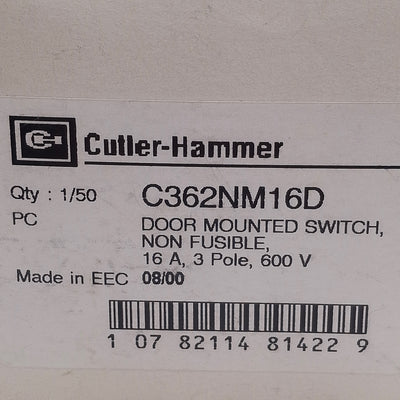 Cutler-Hammer
Qty : 1/50 C362NM16D
PC DOOR MOUNTED SWITCH,
NON FUSIBLE,
16 A, 3 Pole, 600 V
Made in EEC 08/00
1 07 82114 81422 9